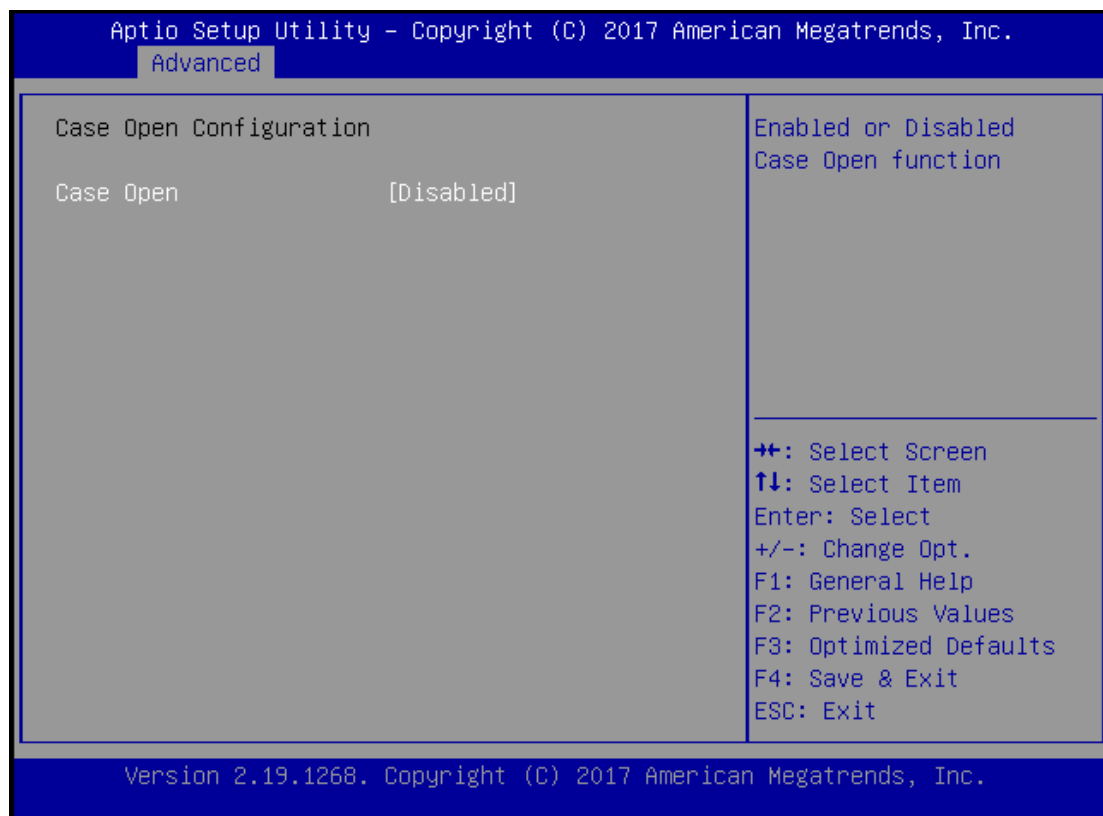 Aptio Setup Utility – Copyright (C) 2017 American Megatrends, Inc.
Advanced
Case Open Configuration
Case Open [Disabled]
Enabled or Disabled
Case Open function
→←: Select Screen
↑↓: Select Item
Enter: Select
+/-: Change Opt.
F1: General Help
F2: Previous Values
F3: Optimized Defaults
F4: Save & Exit
ESC: Exit
Version 2.19.1268. Copyright (C) 2017 American Megatrends, Inc.